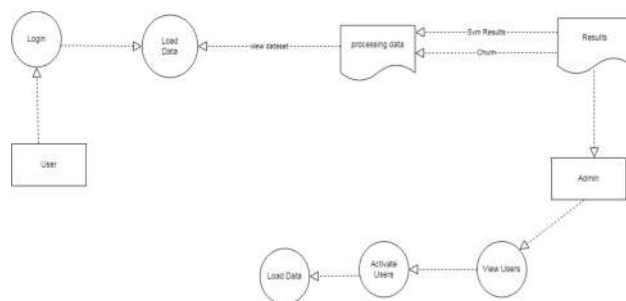 Login
Load
Data
view dataset
processing data
Svm Results
Churn
Results
User
Admin
Load Data
Activate
Users
View Users